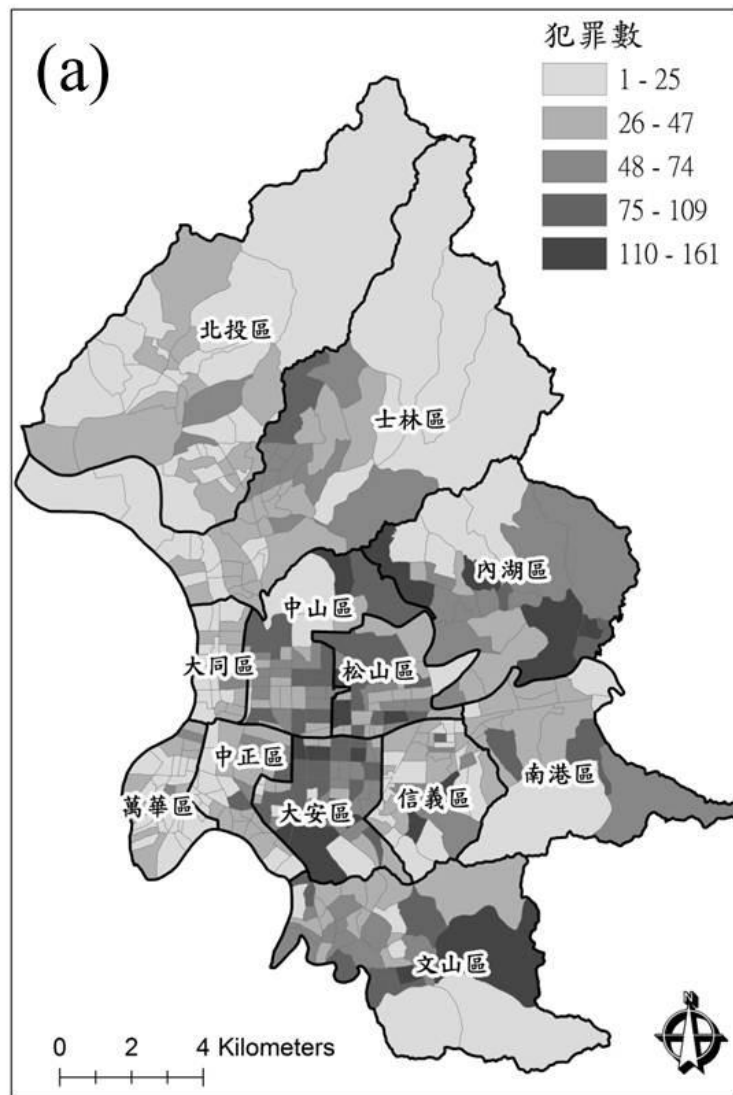 (a)
犯罪數
1 - 25
26 - 47
48 - 74
75 - 109
110 - 161
北投區
士林區
內湖區
中山區
大同區
松山區
中正區
南港區
萬華區
大安區
信義區
文山區
N
0 2 4 Kilometers